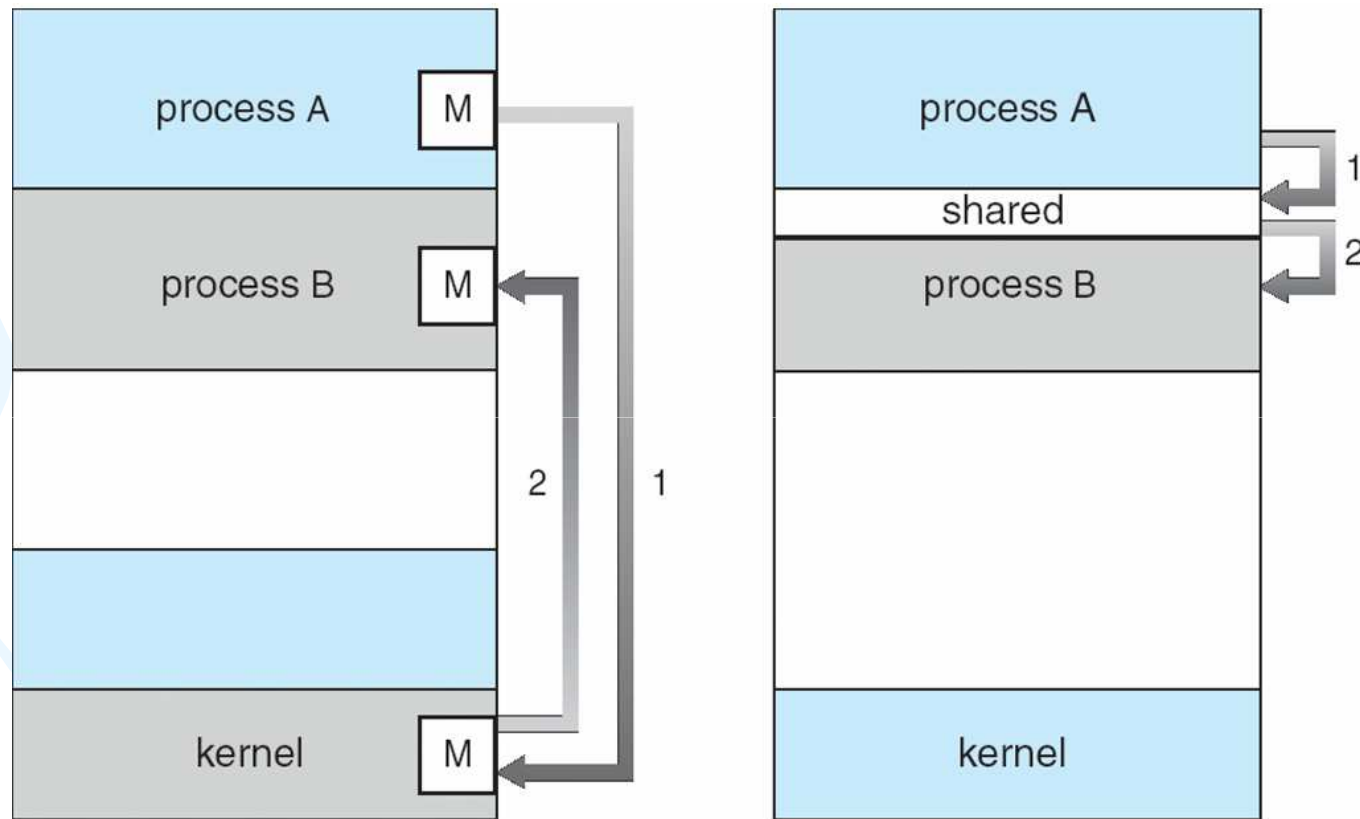 process A
M
process B
M
2
1
kernel
M
process A
1
shared
2
process B
kernel